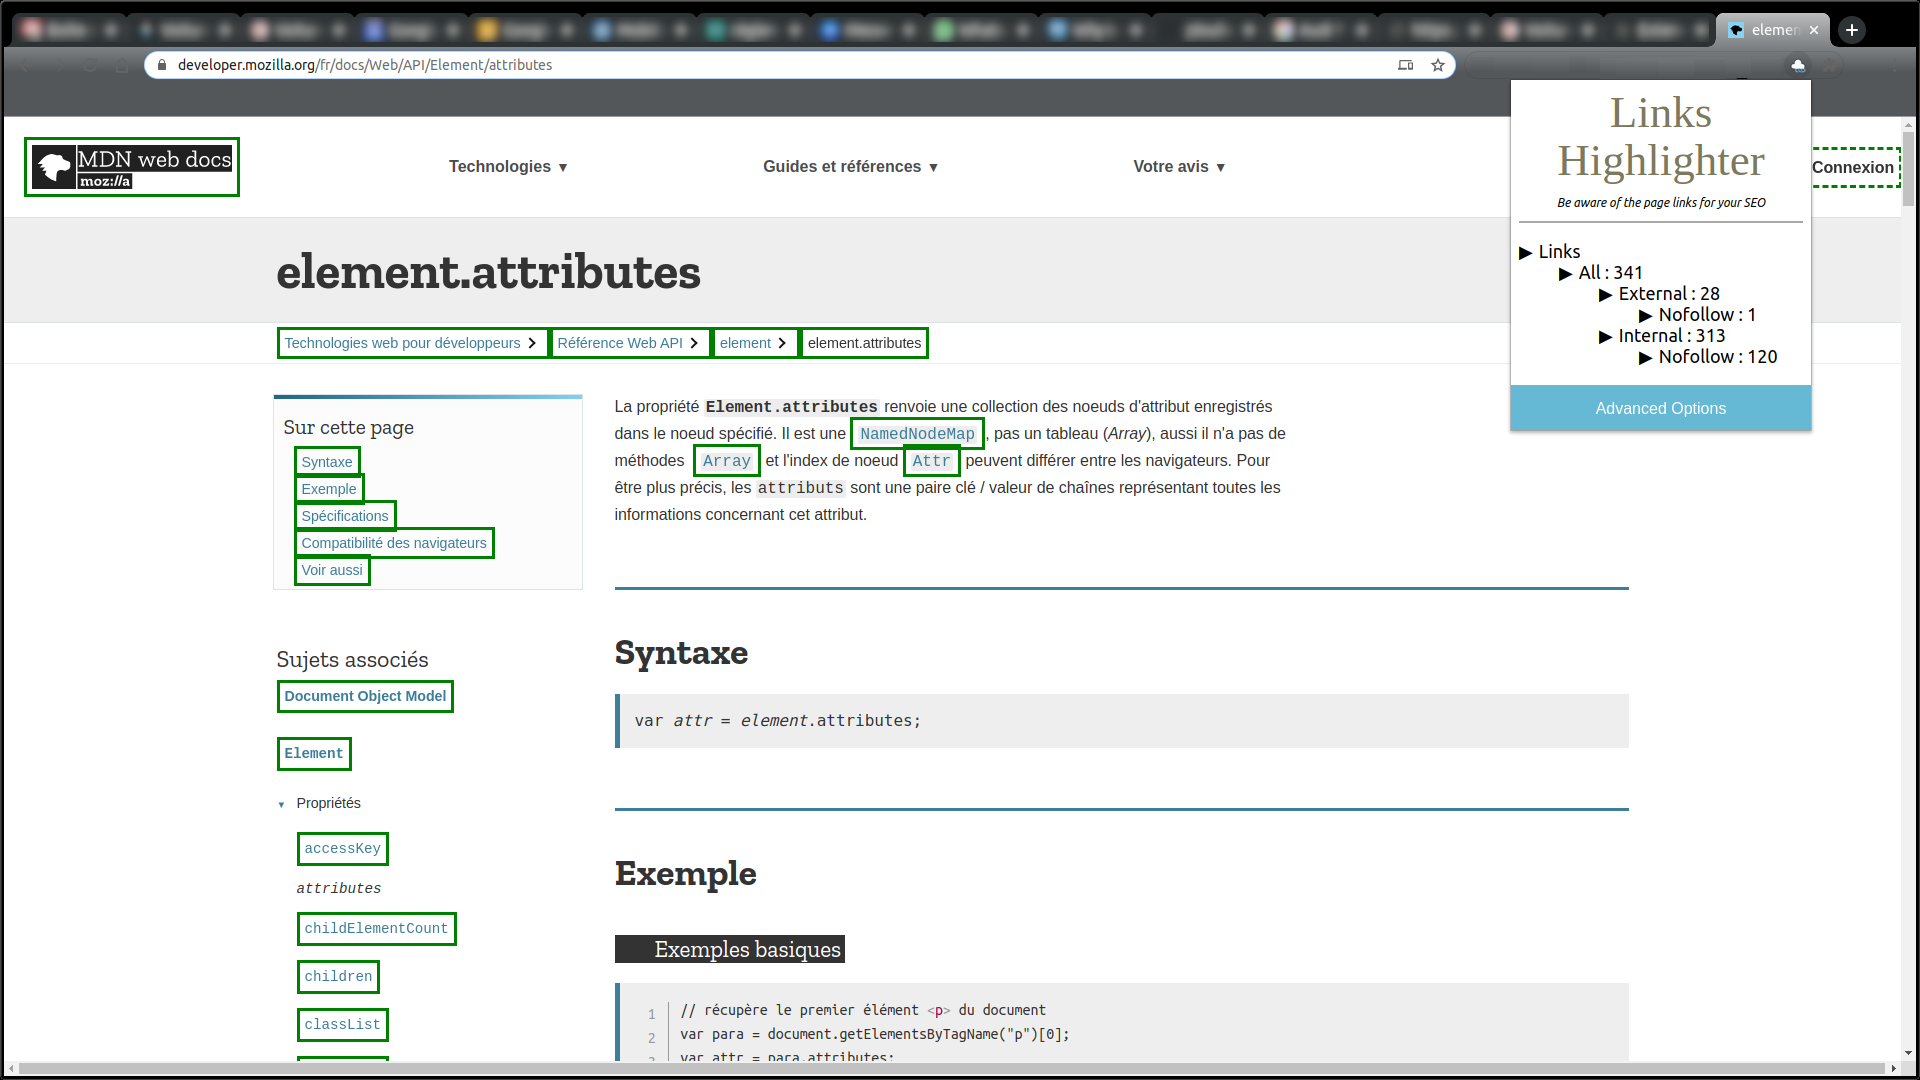 elemen
developer.mozilla.org/fr/docs/Web/API/Element/attributes
MDN web docs
moz://a
Technologies ▼
Guides et références ▼
Votre avis ▼
Connexion
Links
Highlighter
Be aware of the page links for your SEO
▶ Links
▶ All : 341
▶ External : 28
▶ Nofollow : 1
▶ Internal : 313
▶ Nofollow : 120
Advanced Options
element.attributes
Technologies web pour développeurs
Référence Web API
element
element.attributes
Sur cette page
Syntaxe
Exemple
Spécifications
Compatibilité des navigateurs
Voir aussi
Sujets associés
Document Object Model
Element
▼ Propriétés
accessKey
attributes
childElementCount
children
classList
La propriété Element.attributes renvoie une collection des noeuds d'attribut enregistrés
dans le noeud spécifié. Il est une NamedNodeMap, pas un tableau (Array), aussi il n'a pas de
méthodes Array et l'index de noeud Attr peuvent différer entre les navigateurs. Pour
être plus précis, les attributs sont une paire clé / valeur de chaînes représentant toutes les
informations concernant cet attribut.
Syntaxe
var attr = element.attributes;
Exemple
Exemples basiques
1 // récupère le premier élément <p> du document
2 var para = document.getElementsByTagName("p")[0];
var attr = para.attributes;